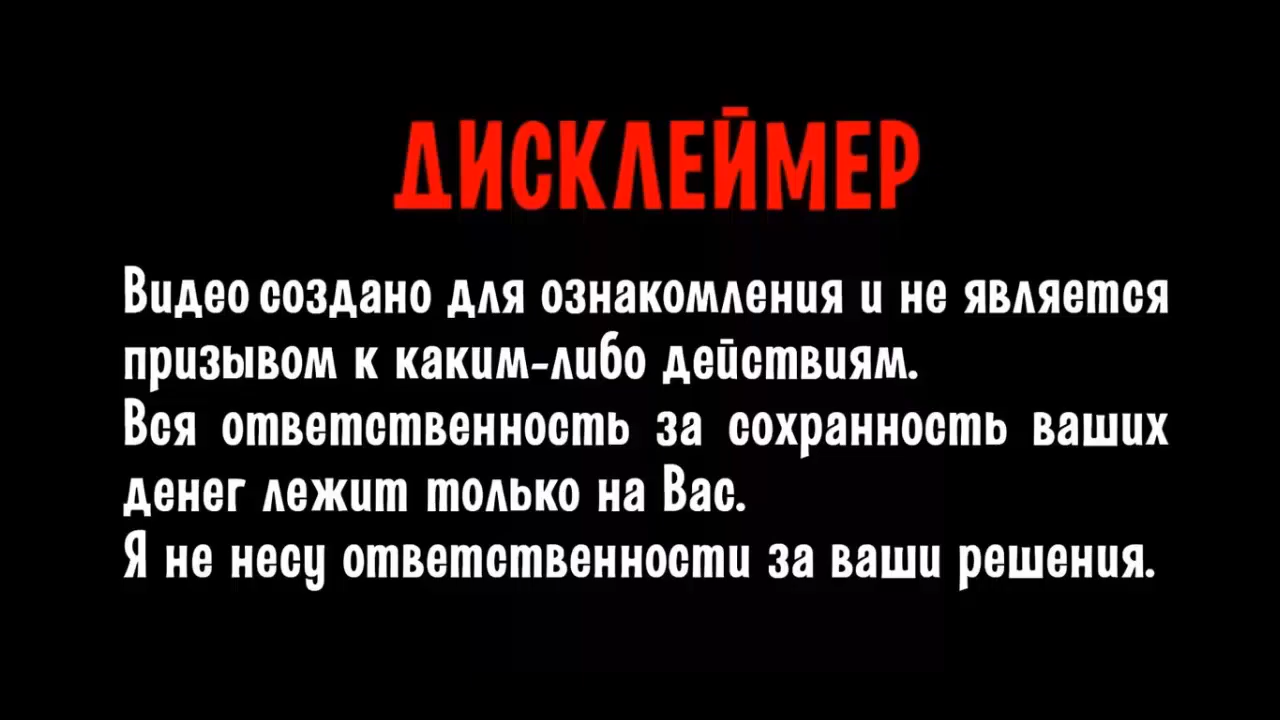 ДИСКЛЕЙМЕР
Видео создано для ознакомления и не является
призывом к каким-либо действиям.
Вся ответственность за сохранность ваших
денег лежит только на Вас.
Я не несу ответственности за ваши решения.